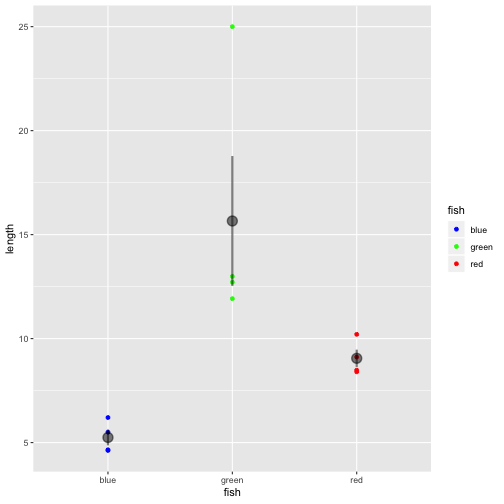 25
20
15
10
5
length
blue green red
fish
fish
blue
green
red